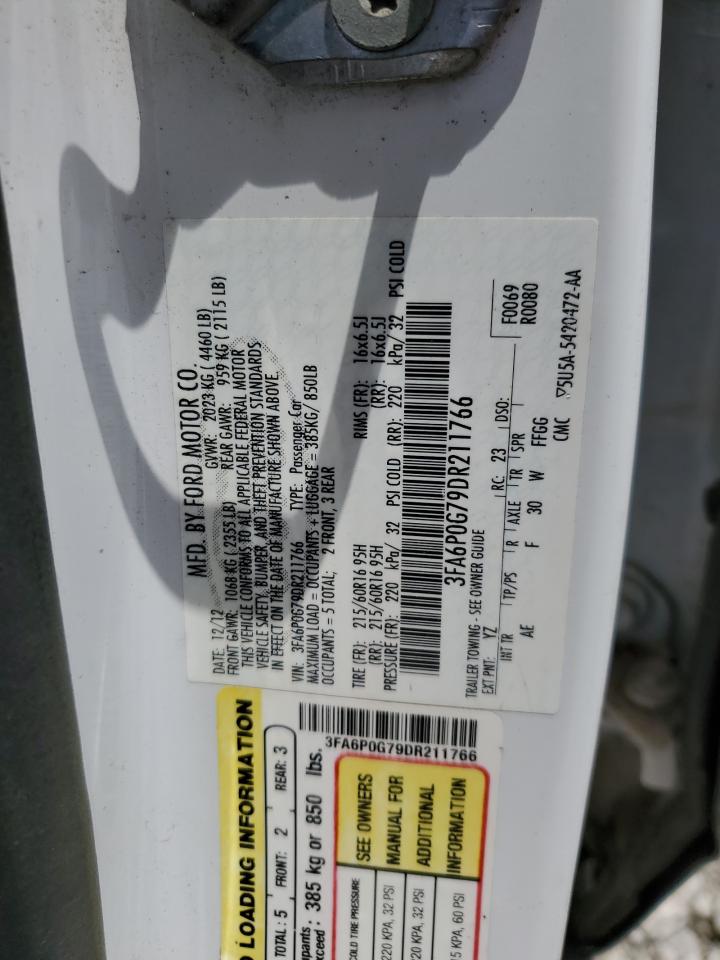 MFD. BY FORD MOTOR CO.
DATE: 12/12 GVWR: 2023 KG ( 4460 LB)
FRONT GAWR: 1068 KG ( 2355 LB) REAR GAWR: 959 KG ( 2115 LB)
THIS VEHICLE CONFORMS TO ALL APPLICABLE FEDERAL MOTOR
VEHICLE SAFETY, BUMPER, AND THEFT PREVENTION STANDARDS
IN EFFECT ON THE DATE OF MANUFACTURE SHOWN ABOVE.
VIN: 3FA6P0G79DR211766 TYPE: Passenger Car
MAXIMUM LOAD = OCCUPANTS + LUGGAGE = 385KG/ 850LB
OCCUPANTS = 5 TOTAL; 2 FRONT, 3 REAR
TIRE (FR): 215/60R16 95H RIMS (FR): 16x6.5J
(RR): 215/60R16 95H (RR): 16x6.5J
PRESSURE (FR): 220 kPa/ 32 PSI COLD (RR): 220 kPa/ 32 PSI COLD
3FA6P0G79DR211766
TRAILER TOWING - SEE OWNER GUIDE
EXT PNT: YZ RC: 23 DSO: F0069
R0080
INT TR TP/PS R AXLE TR SPR
AE F 30 W FFGG
CMC ▽5U5A-5420472-AA
LOADING INFORMATION
TOTAL: 5 FRONT: 2 REAR: 3
385 kg or 850 lbs.
3FA6P0G79DR211766
COLD TIRE PRESSURE
220 KPA, 32 PSI
20 KPA, 32 PSI
15 KPA, 60 PSI
SEE OWNERS
MANUAL FOR
ADDITIONAL
INFORMATION